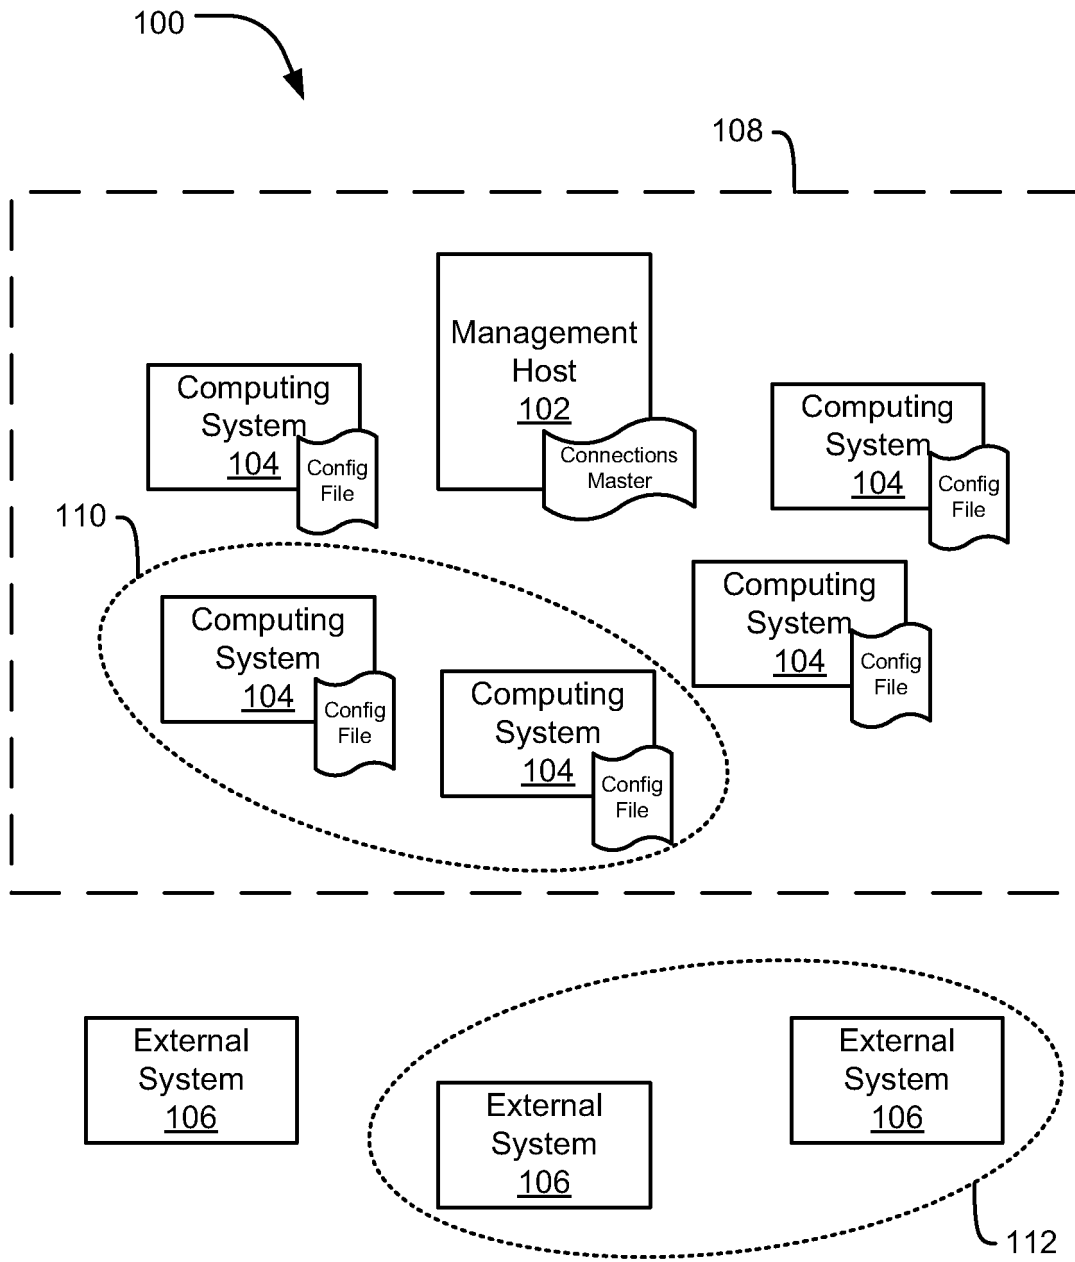 100
108
Management
Host
102
Connections
Master
Computing
System
104
Config
File
Computing
System
104
Config
File
110
Computing
System
104
Config
File
Computing
System
104
Config
File
Computing
System
104
Config
File
External
System
106
External
System
106
External
System
106
112